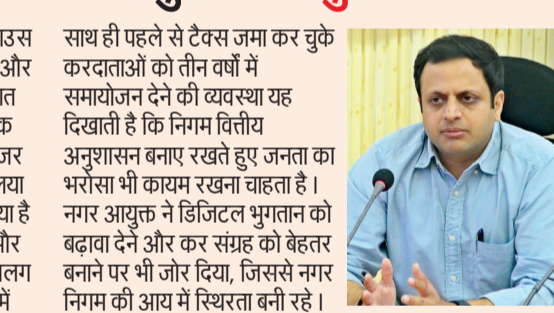 साथ ही पहले से टैक्स जमा कर चुके
करदाताओं को तीन वर्षों में
समायोजन देने की व्यवस्था यह
दिखाती है कि निगम वित्तीय
अनुशासन बनाए रखते हुए जनता का
भरोसा भी कायम रखना चाहता है।
नगर आयुक्त ने डिजिटल भुगतान को
बढ़ावा देने और कर संग्रह को बेहतर
बनाने पर भी जोर दिया, जिससे नगर
निगम की आय में स्थिरता बनी रहे।